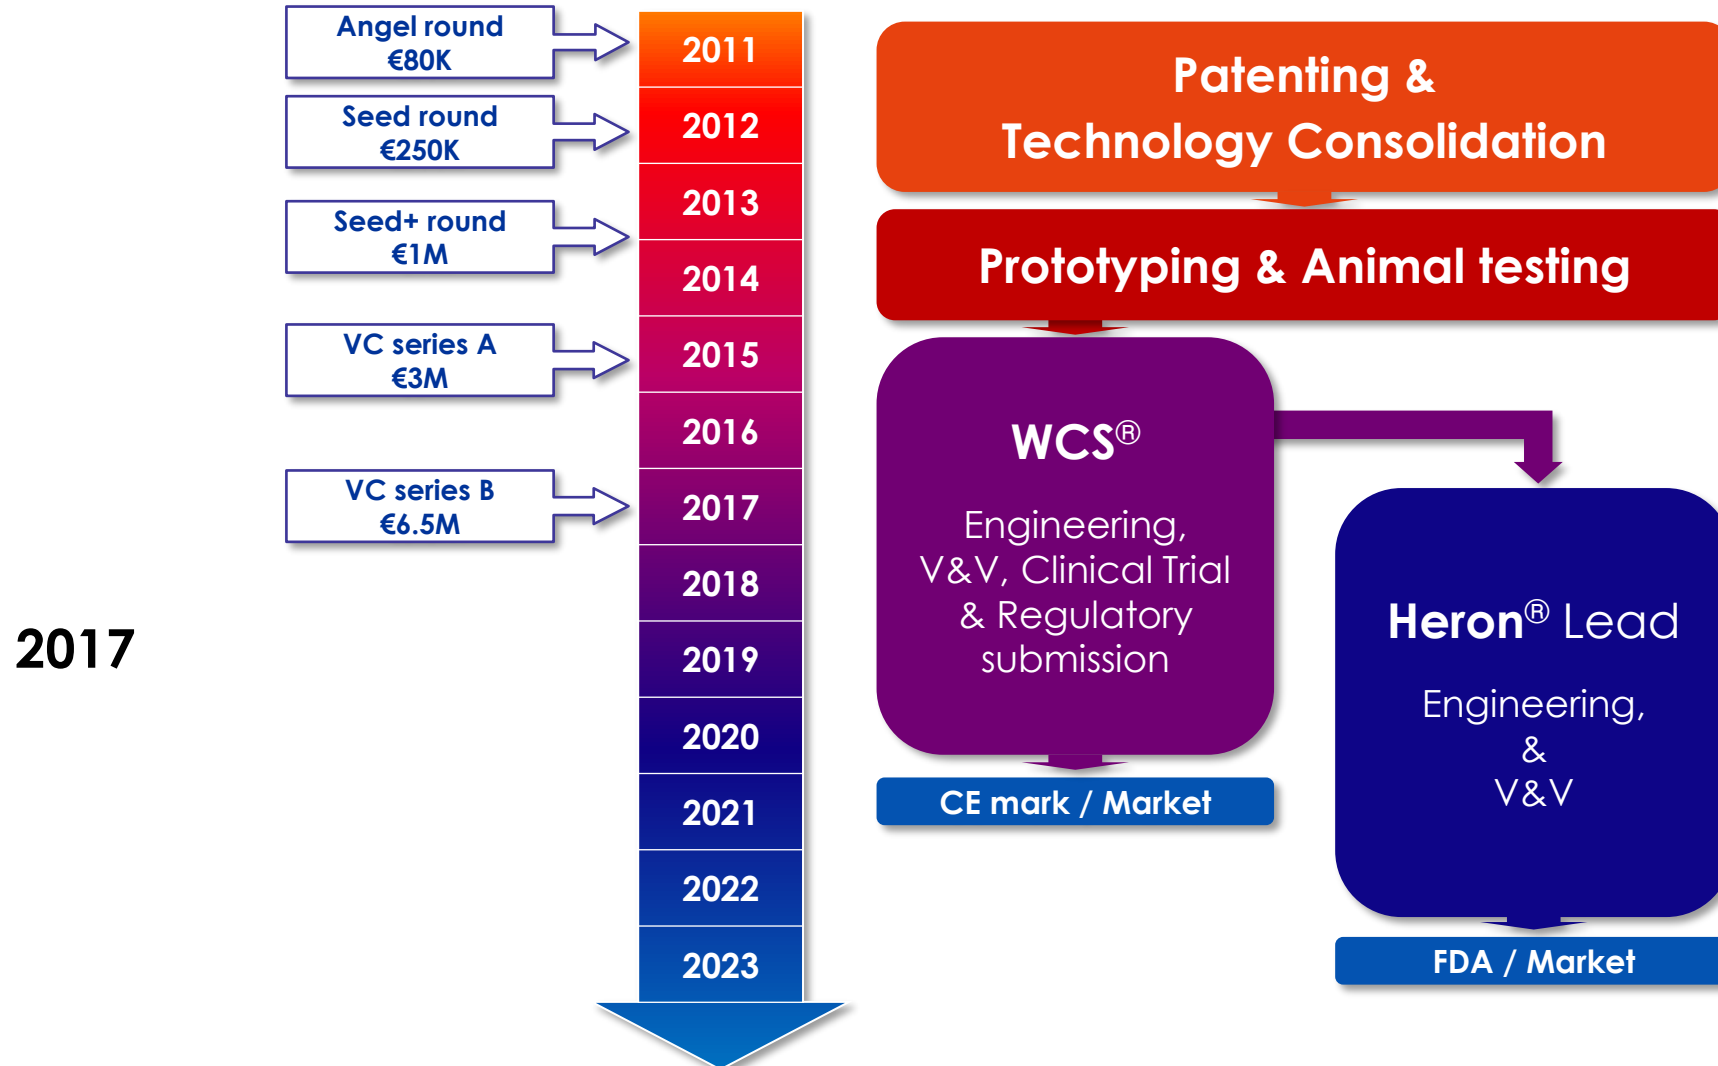 Angel round
€80K
Seed round
€250K
Seed+ round
€1M
VC series A
€3M
VC series B
€6.5M
2017
2011
2012
2013
2014
2015
2016
2017
2018
2019
2020
2021
2022
2023
Patenting &
Technology Consolidation
Prototyping & Animal testing
WCS®
Engineering,
V&V, Clinical Trial
& Regulatory
submission
CE mark / Market
Heron® Lead
Engineering,
&
V&V
FDA / Market